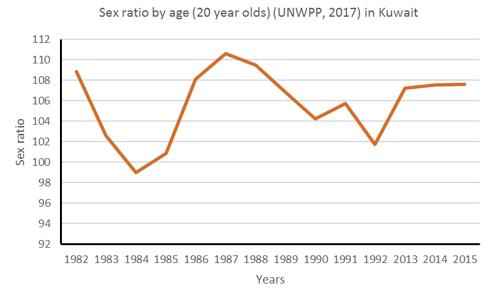 Sex ratio by age (20 year olds) (UNWPP, 2017) in Kuwait
112
110
108
106
104
102
100
98
96
94
92
Sex ratio
1982 1983 1984 1985 1986 1987 1988 1989 1990 1991 1992 2013 2014 2015
Years